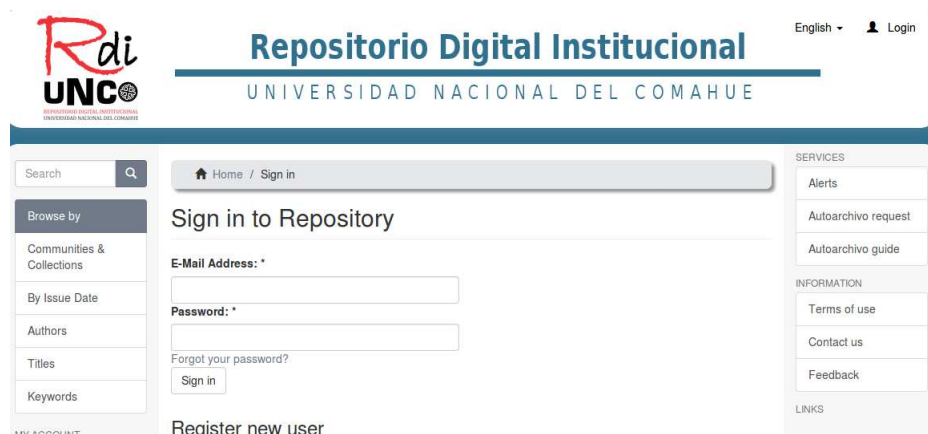 Rdi
UNCO
REPOSITORIO DIGITAL INSTITUCIONAL
UNIVERSIDAD NACIONAL DEL COMAHUE
Repositorio Digital Institucional
UNIVERSIDAD NACIONAL DEL COMAHUE
English
Login
Search
Browse by
Communities &
Collections
By Issue Date
Authors
Titles
Keywords
MY ACCOUNT
Home / Sign in
Sign in to Repository
E-Mail Address: *
Password: *
Forgot your password?
Sign in
Register new user
SERVICES
Alerts
Autoarchivo request
Autoarchivo guide
INFORMATION
Terms of use
Contact us
Feedback
LINKS